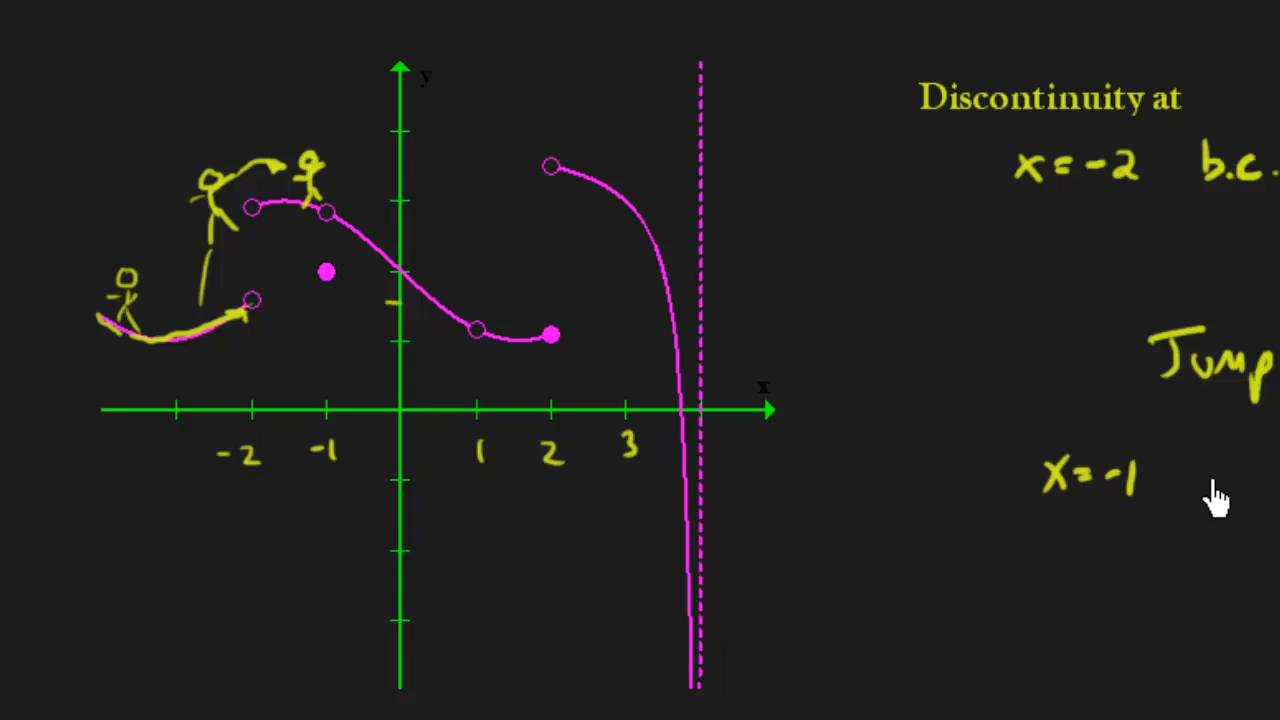 y
Discontinuity at
x = -2 b.c.
Jump
x
-2 -1 1 2 3
x = -1